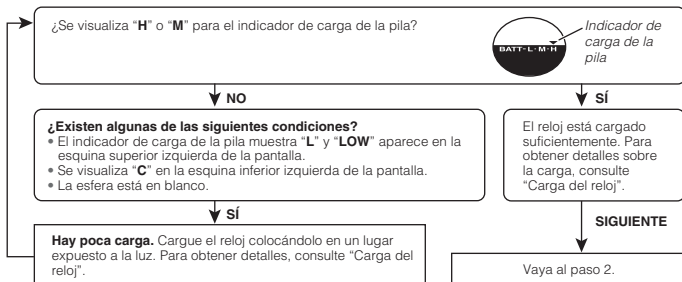 ¿Se visualiza “H” o “M” para el indicador de carga de la pila?
BATT-L·M·H
Indicador de
carga de la
pila
NO
SÍ
¿Existen algunas de las siguientes condiciones?
• El indicador de carga de la pila muestra “L” y “LOW” aparece en la
esquina superior izquierda de la pantalla.
• Se visualiza “C” en la esquina inferior izquierda de la pantalla.
• La esfera está en blanco.
El reloj está cargado
suficientemente. Para
obtener detalles sobre
la carga, consulte
“Carga del reloj”.
SÍ
SIGUIENTE
Hay poca carga. Cargue el reloj colocándolo en un lugar
expuesto a la luz. Para obtener detalles, consulte “Carga del
reloj”.
Vaya al paso 2.